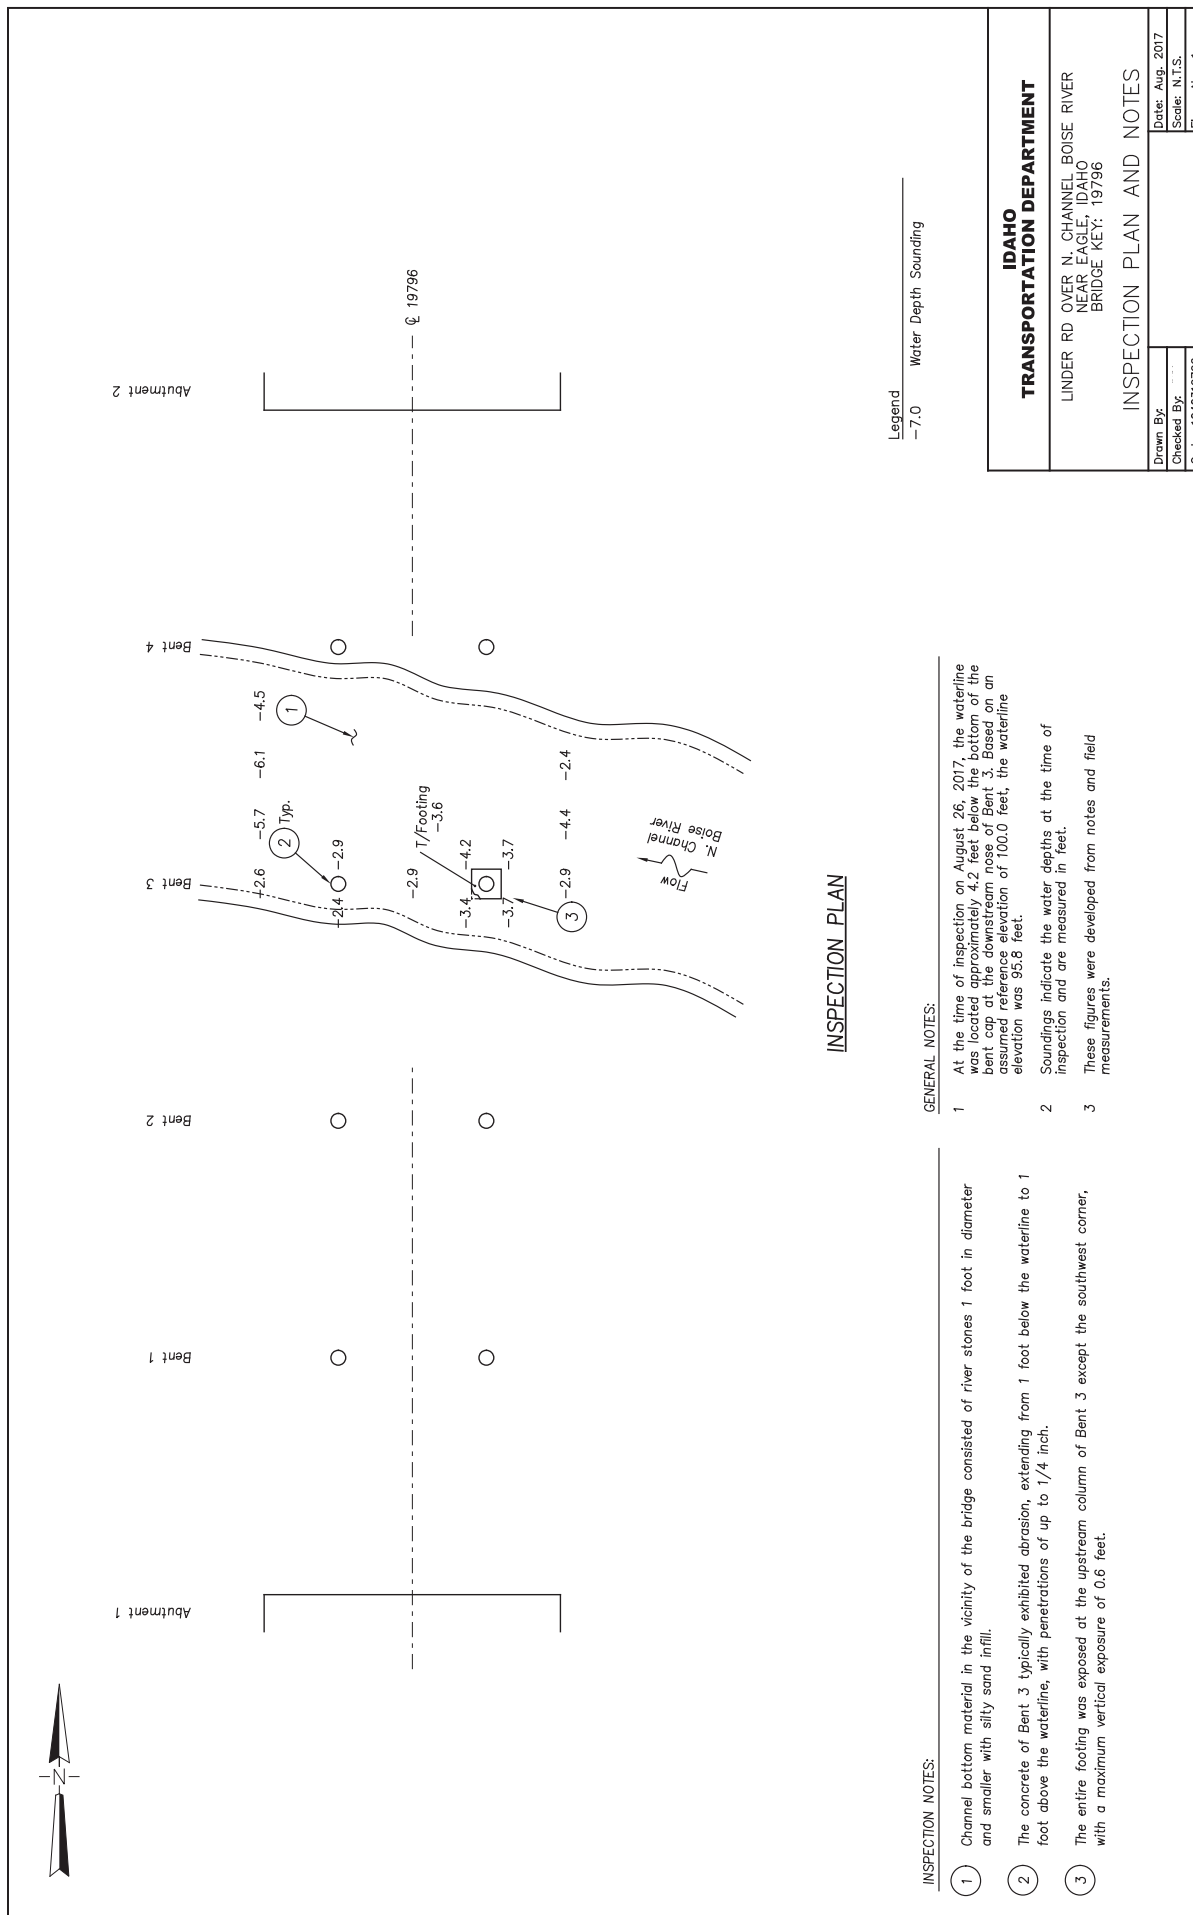 N
Abutment 1
Bent 1
Bent 2
Bent 3
Bent 4
Abutment 2
-2.6
-5.7
-6.1
-4.5
1
2 Typ.
-2.4
-2.9
-2.9
T/Footing
-3.6
-3.4
-4.2
-3.7
-3.7
-2.9
-4.4
-2.4
3
℄ 19796
Flow
N. Channel
Boise River
INSPECTION PLAN
Legend
-7.0 Water Depth Sounding
INSPECTION NOTES:
1 Channel bottom material in the vicinity of the bridge consisted of river stones 1 foot in diameter
and smaller with silty sand infill.
2 The concrete of Bent 3 typically exhibited abrasion, extending from 1 foot below the waterline to 1
foot above the waterline, with penetrations of up to 1/4 inch.
3 The entire footing was exposed at the upstream column of Bent 3 except the southwest corner,
with a maximum vertical exposure of 0.6 feet.
GENERAL NOTES:
1 At the time of inspection on August 26, 2017, the waterline
was located approximately 4.2 feet below the bottom of the
bent cap at the downstream nose of Bent 3. Based on an
assumed reference elevation of 100.0 feet, the waterline
elevation was 95.8 feet.
2 Soundings indicate the water depths at the time of
inspection and are measured in feet.
3 These figures were developed from notes and field
measurements.
IDAHO
TRANSPORTATION DEPARTMENT
LINDER RD OVER N. CHANNEL BOISE RIVER
NEAR EAGLE, IDAHO
BRIDGE KEY: 19796
INSPECTION PLAN AND NOTES
Drawn By:
Checked By:
Date: Aug. 2017
Scale: N.T.S.